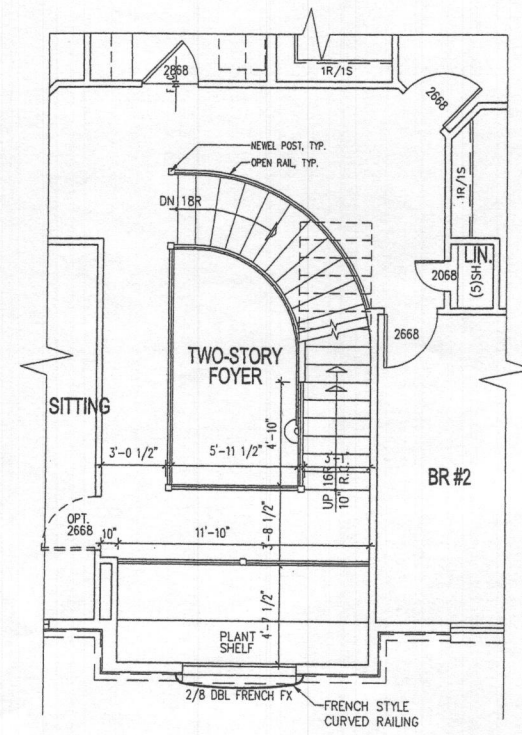 2868
1R/1S
2668
NEWEL POST, TYP.
OPEN RAIL, TYP.
1R/1S
DN 18R
LIN.
(5)SH
2068
2668
TWO-STORY
FOYER
SITTING
4'-10"
3'-0 1/2"
5'-11 1/2"
3'-1"
BR #2
UP 16R
10" R.C.
OPT.
2668
10"
11'-10"
3'-8 1/2"
4'-7 1/2"
PLANT
SHELF
2/8 DBL FRENCH FX
FRENCH STYLE
CURVED RAILING